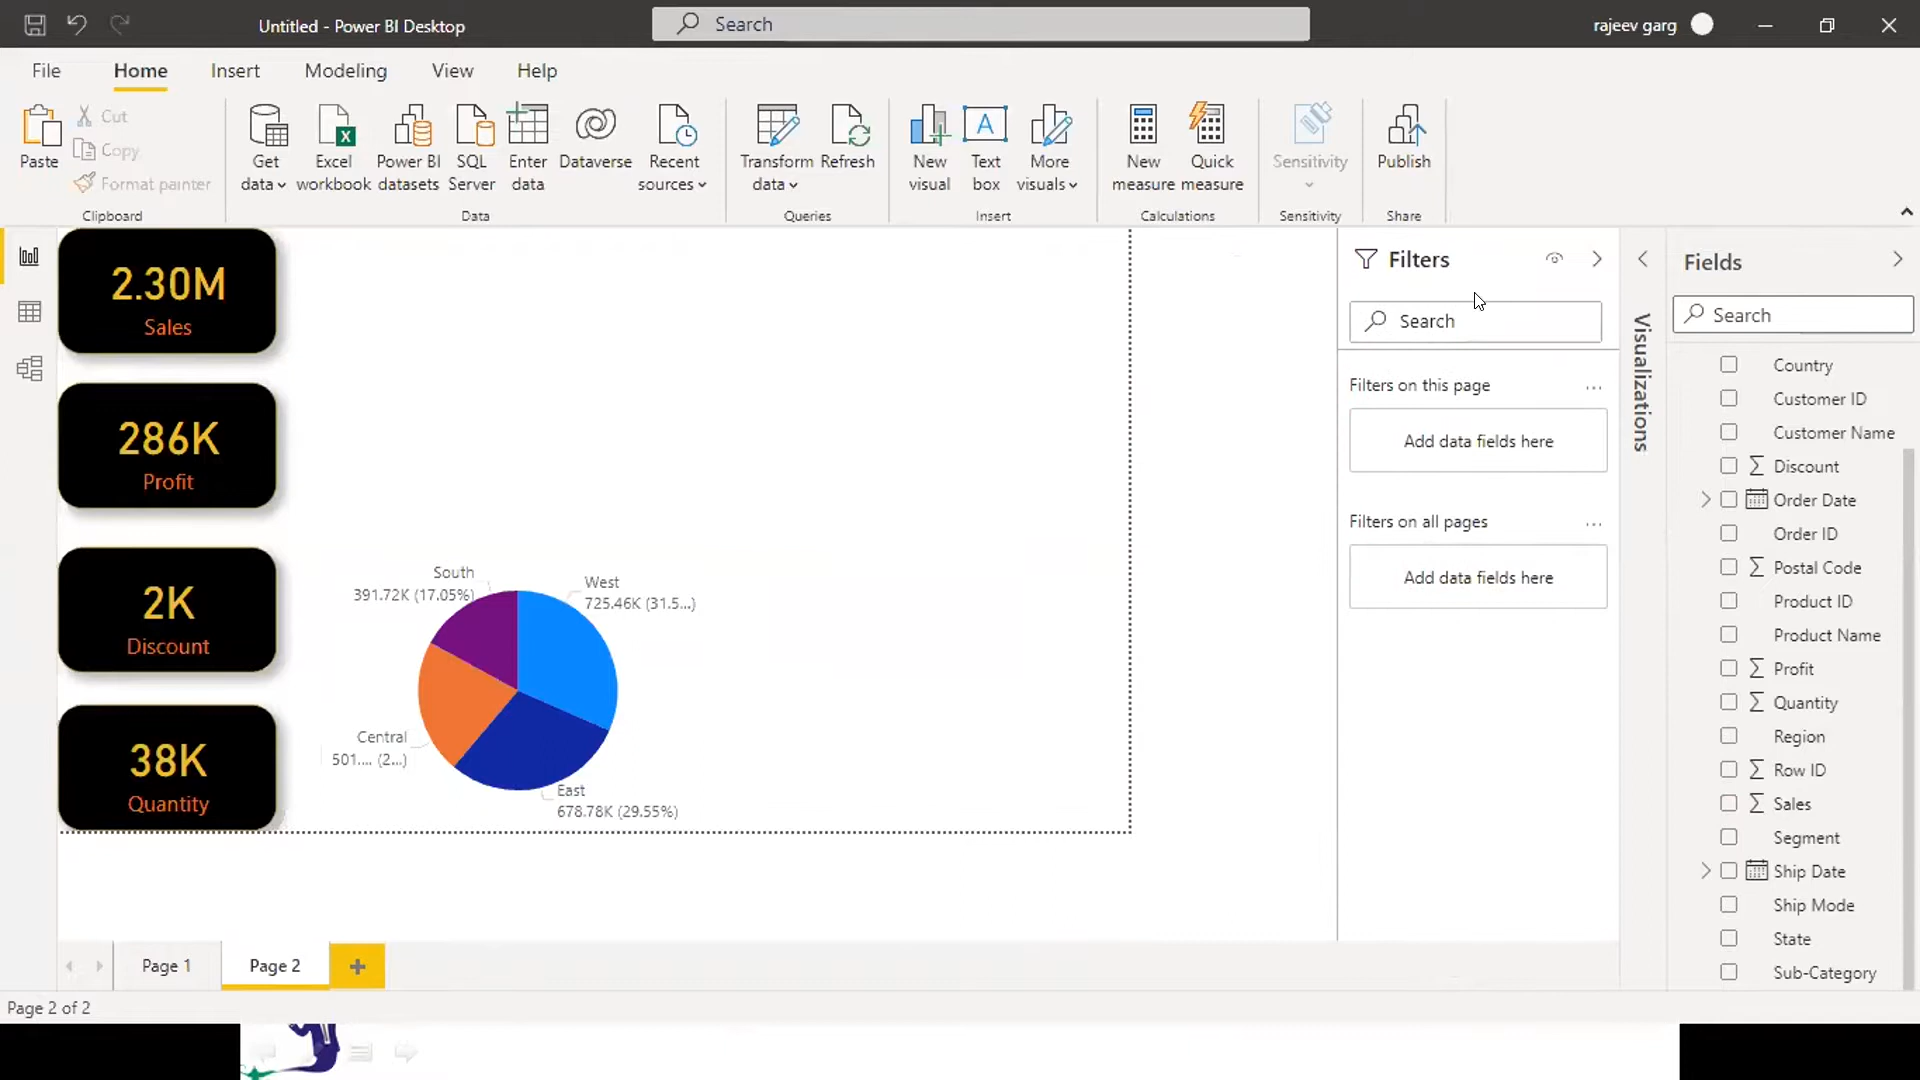 Untitled - Power BI Desktop
Search
rajeev garg
File
Home
Insert
Modeling
View
Help
Paste
Cut
Copy
Format painter
Clipboard
Get data
Excel workbook
Power BI datasets
SQL Server
Enter data
Dataverse
Recent sources
Data
Transform data
Refresh
Queries
New visual
Text box
More visuals
Insert
New measure
Quick measure
Calculations
Sensitivity
Sensitivity
Publish
Share
2.30M
Sales
286K
Profit
2K
Discount
38K
Quantity
South
391.72K (17.05%)
West
725.46K (31.5...)
Central
501.... (2...)
East
678.78K (29.55%)
Filters
Search
Filters on this page
...
Add data fields here
Filters on all pages
...
Add data fields here
Visualizations
Fields
Search
Country
Customer ID
Customer Name
Discount
Order Date
Order ID
Postal Code
Product ID
Product Name
Profit
Quantity
Region
Row ID
Sales
Segment
Ship Date
Ship Mode
State
Sub-Category
Page 1
Page 2
Page 2 of 2